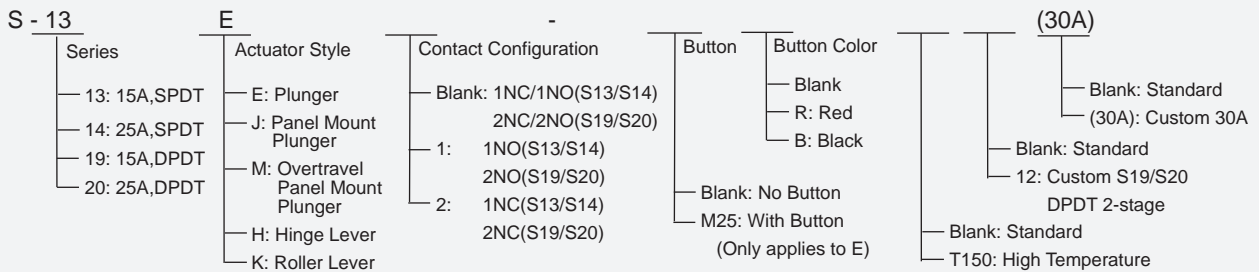 S - 13 E - (30A)
Series
13: 15A,SPDT
14: 25A,SPDT
19: 15A,DPDT
20: 25A,DPDT
Actuator Style
E: Plunger
J: Panel Mount
Plunger
M: Overtravel
Panel Mount
Plunger
H: Hinge Lever
K: Roller Lever
Contact Configuration
Blank: 1NC/1NO(S13/S14)
2NC/2NO(S19/S20)
1: 1NO(S13/S14)
2NO(S19/S20)
2: 1NC(S13/S14)
2NC(S19/S20)
Button
Blank: No Button
M25: With Button
(Only applies to E)
Button Color
Blank
R: Red
B: Black
Blank: Standard
T150: High Temperature
Blank: Standard
12: Custom S19/S20
DPDT 2-stage
Blank: Standard
(30A): Custom 30A